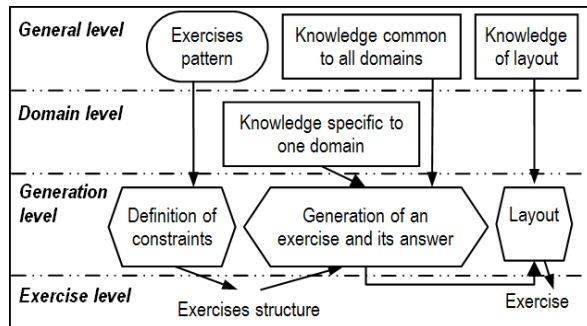 General level
Exercises
pattern
Knowledge common
to all domains
Knowledge
of layout
Domain level
Knowledge specific to
one domain
Generation
level
Definition of
constraints
Generation of an
exercise and its answer
Layout
Exercise level
Exercises structure
Exercise